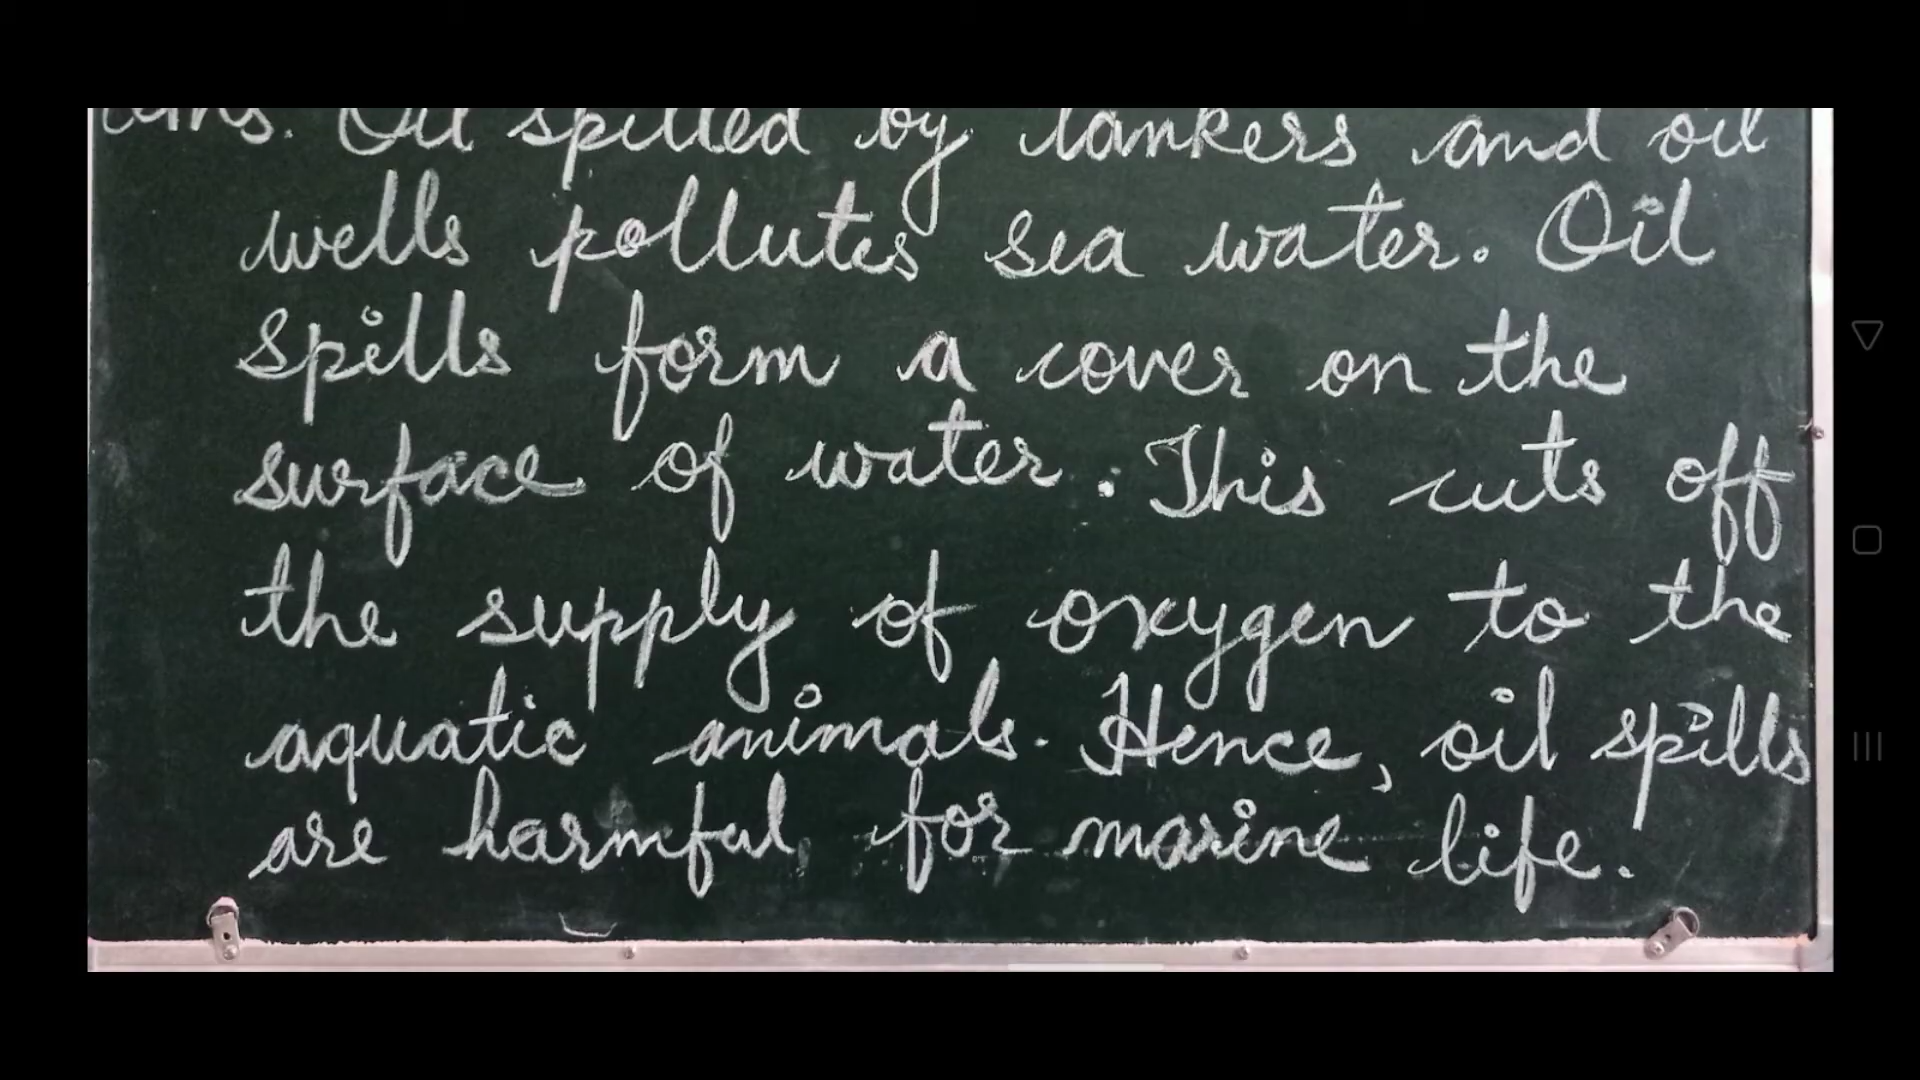 Oil spilled by tankers and oil
wells pollutes sea water. Oil
spills form a cover on the
surface of water. This cuts off
the supply of oxygen to the
aquatic animals. Hence, oil spills
are harmful for marine life.